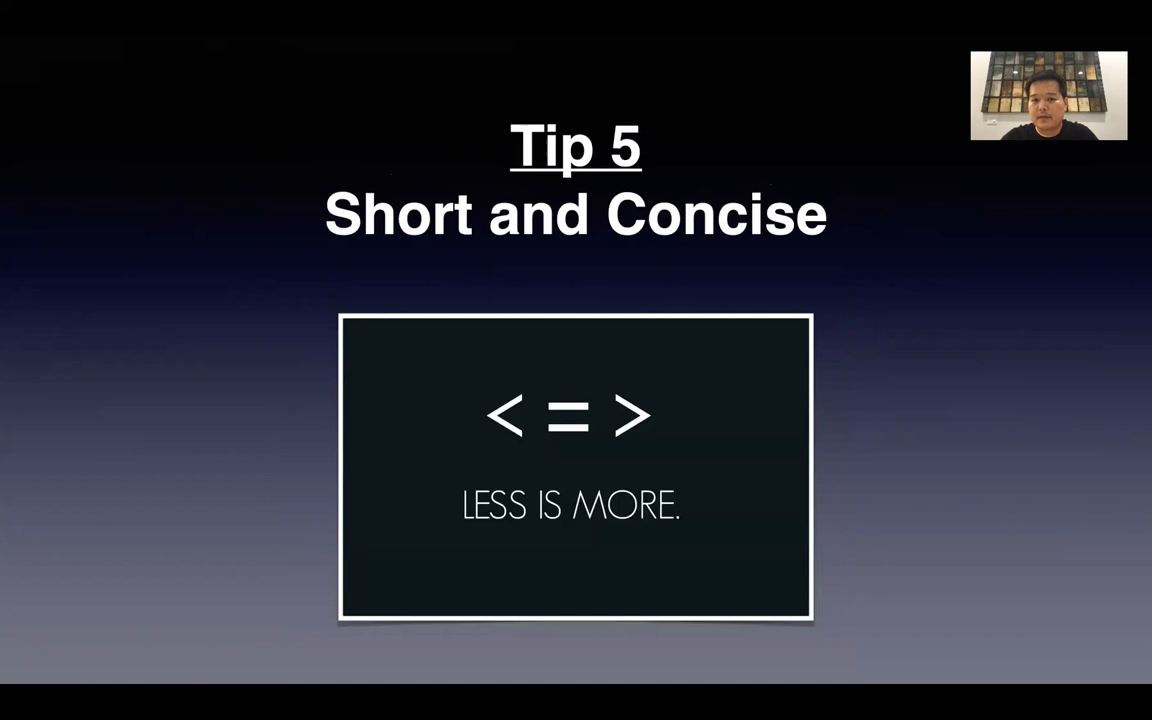 Tip 5
Short and Concise
< = >
LESS IS MORE.